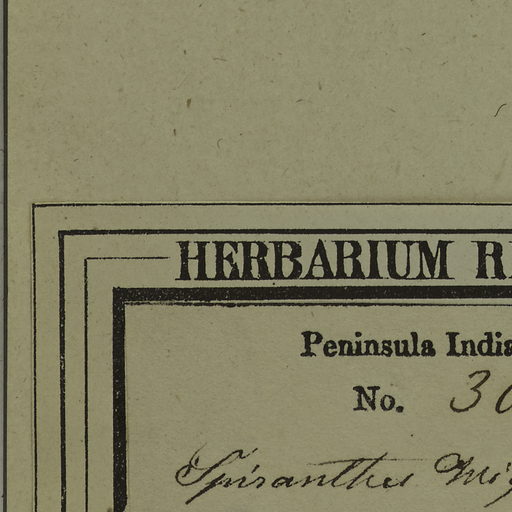 HERBARIUM
Peninsula India
No. 30
Spiranthes